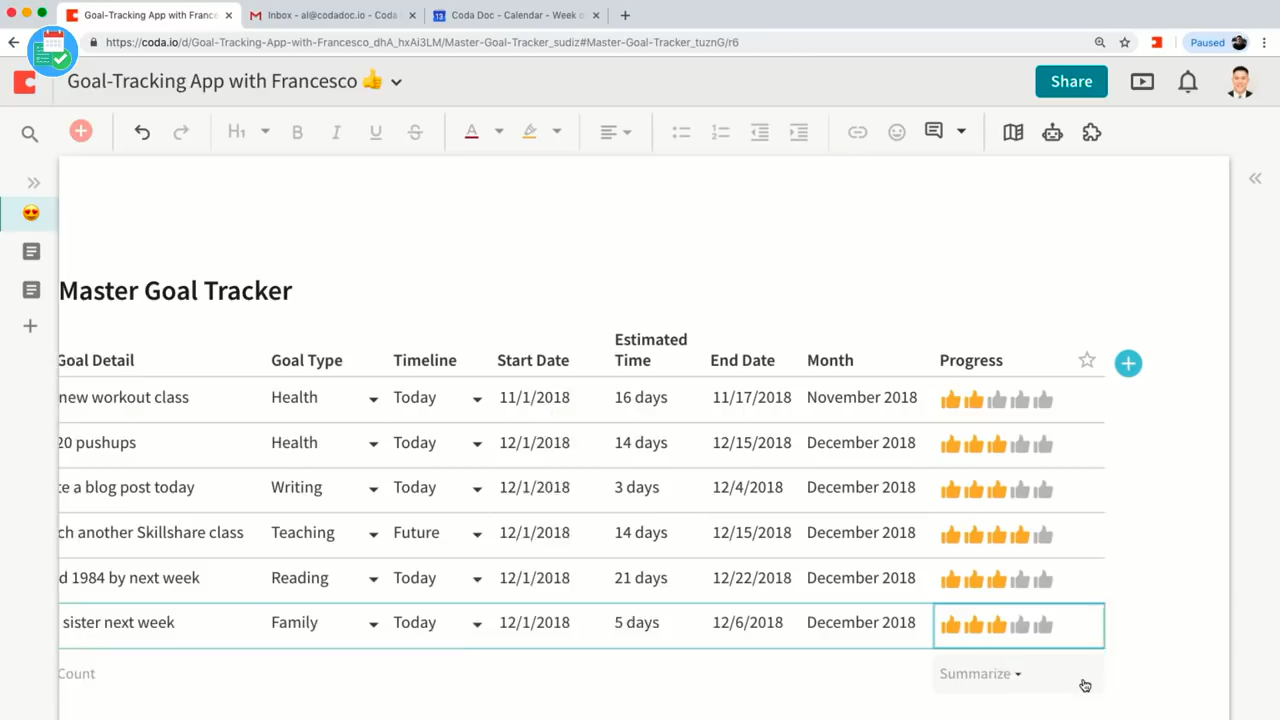 Goal-Tracking App with France
Inbox - al@codadoc.io - Coda
Coda Doc - Calendar - Week o
https://coda.io/d/Goal-Tracking-App-with-Francesco_dhA_hxAi3LM/Master-Goal-Tracker_sudiz#Master-Goal-Tracker_tuznG/r6
Paused
Goal-Tracking App with Francesco 👍
Share
H1 B I U S A
Master Goal Tracker
Goal Detail Goal Type Timeline Start Date Estimated Time End Date Month Progress
new workout class Health Today 11/1/2018 16 days 11/17/2018 November 2018
20 pushups Health Today 12/1/2018 14 days 12/15/2018 December 2018
te a blog post today Writing Today 12/1/2018 3 days 12/4/2018 December 2018
ch another Skillshare class Teaching Future 12/1/2018 14 days 12/15/2018 December 2018
d 1984 by next week Reading Today 12/1/2018 21 days 12/22/2018 December 2018
sister next week Family Today 12/1/2018 5 days 12/6/2018 December 2018
Count Summarize